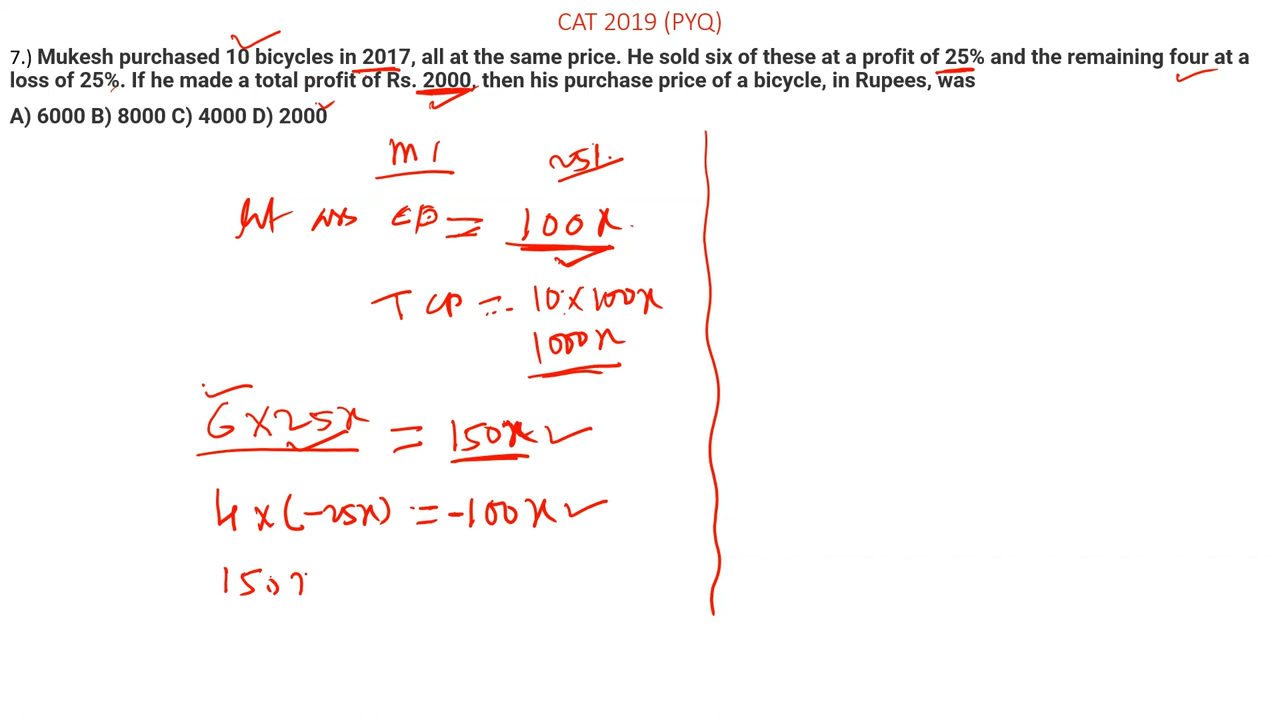 CAT 2019 (PYQ)
7.) Mukesh purchased 10 bicycles in 2017, all at the same price. He sold six of these at a profit of 25% and the remaining four at a
loss of 25%. If he made a total profit of Rs. 2000, then his purchase price of a bicycle, in Rupees, was
A) 6000 B) 8000 C) 4000 D) 2000
M 1 25%
CP = 100x
TCP = 10 × 100x
1000x
6 × 25x = 150x
4 × (-25x) = -100x
150